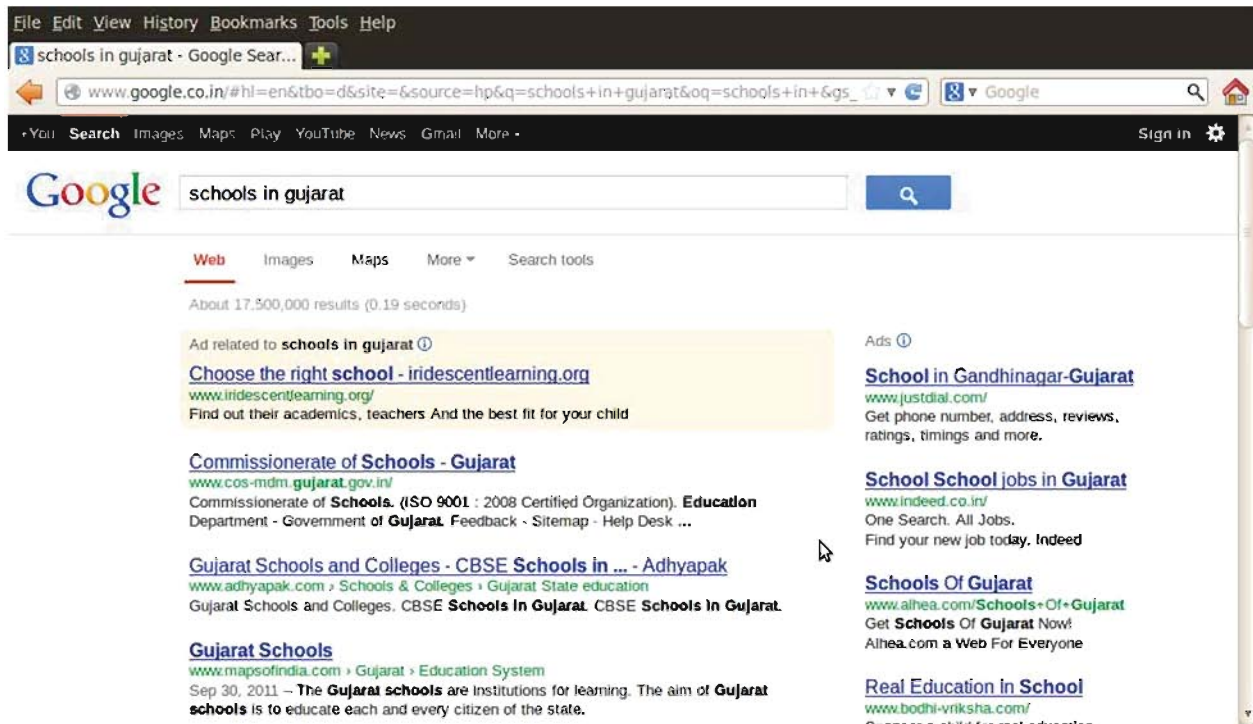 File Edit View History Bookmarks Tools Help
schools in gujarat - Google Sear...
www.google.co.in/#hl=en&tbo=d&site=&source=hp&q=schools+in+gujarat&oq=schools+in+&gs_
Google
+You Search Images Maps Play YouTube News Gmail More
Sign in
Google
schools in gujarat
Web Images Maps More Search tools
About 17,500,000 results (0.19 seconds)
Ad related to schools in gujarat
Choose the right school - iridescentlearning.org
www.iridescentlearning.org/
Find out their academics, teachers And the best fit for your child
Commissionerate of Schools - Gujarat
www.cos-mdm.gujarat.gov.in/
Commissionerate of Schools. (ISO 9001 : 2008 Certified Organization). Education
Department - Government of Gujarat. Feedback - Sitemap - Help Desk ...
Gujarat Schools and Colleges - CBSE Schools in ... - Adhyapak
www.adhyapak.com › Schools & Colleges › Gujarat State education
Gujarat Schools and Colleges. CBSE Schools In Gujarat. CBSE Schools In Gujarat.
Gujarat Schools
www.mapsofindia.com › Gujarat › Education System
Sep 30, 2011 – The Gujarat schools are institutions for learning. The aim of Gujarat
schools is to educate each and every citizen of the state.
Ads
School in Gandhinagar-Gujarat
www.justdial.com/
Get phone number, address, reviews,
ratings, timings and more.
School School jobs in Gujarat
www.indeed.co.in/
One Search. All Jobs.
Find your new job today. Indeed
Schools Of Gujarat
www.alhea.com/Schools+Of+Gujarat
Get Schools Of Gujarat Now!
Alhea.com a Web For Everyone
Real Education in School
www.bodhi-vriksha.com/